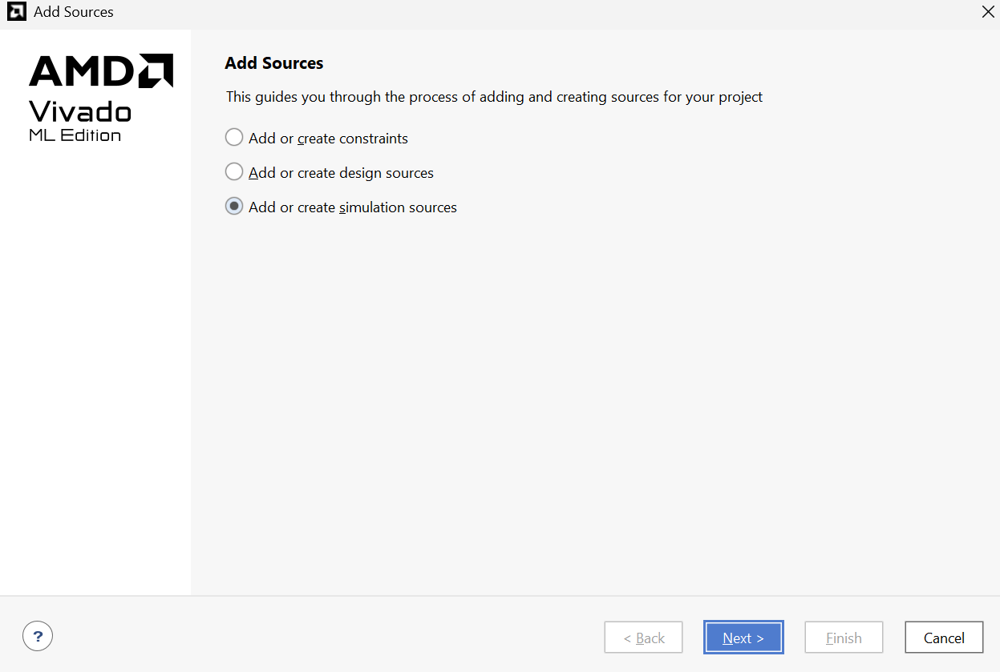 Add Sources
AMD
Vivado
ML Edition
Add Sources
This guides you through the process of adding and creating sources for your project
Add or create constraints
Add or create design sources
Add or create simulation sources
?
< Back
Next >
Finish
Cancel